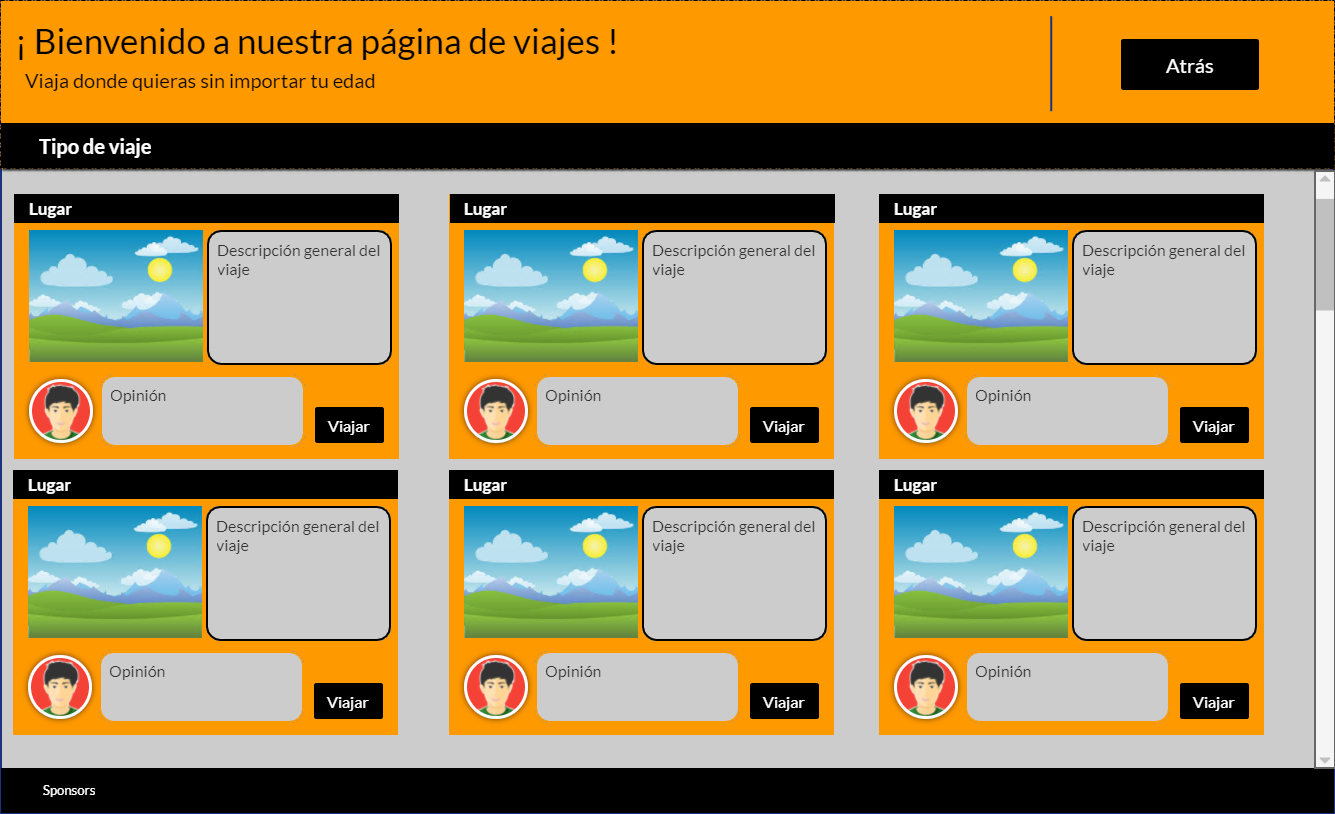 ¡ Bienvenido a nuestra página de viajes !
Viaja donde quieras sin importar tu edad
Atrás
Tipo de viaje
Lugar
Descripción general del
viaje
Opinión
Viajar
Lugar
Descripción general del
viaje
Opinión
Viajar
Lugar
Descripción general del
viaje
Opinión
Viajar
Lugar
Descripción general del
viaje
Opinión
Viajar
Lugar
Descripción general del
viaje
Opinión
Viajar
Lugar
Descripción general del
viaje
Opinión
Viajar
Sponsors